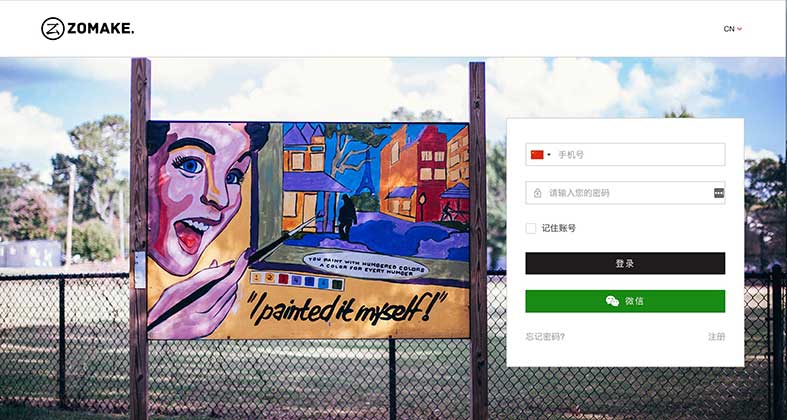 ZOMAKE.
CN
YOU PAINT WITH NUMBERED COLORS
A COLOR FOR EVERY NUMBER
"I painted it myself!"
手机号
请输入您的密码
记住账号
登录
微信
忘记密码?
注册